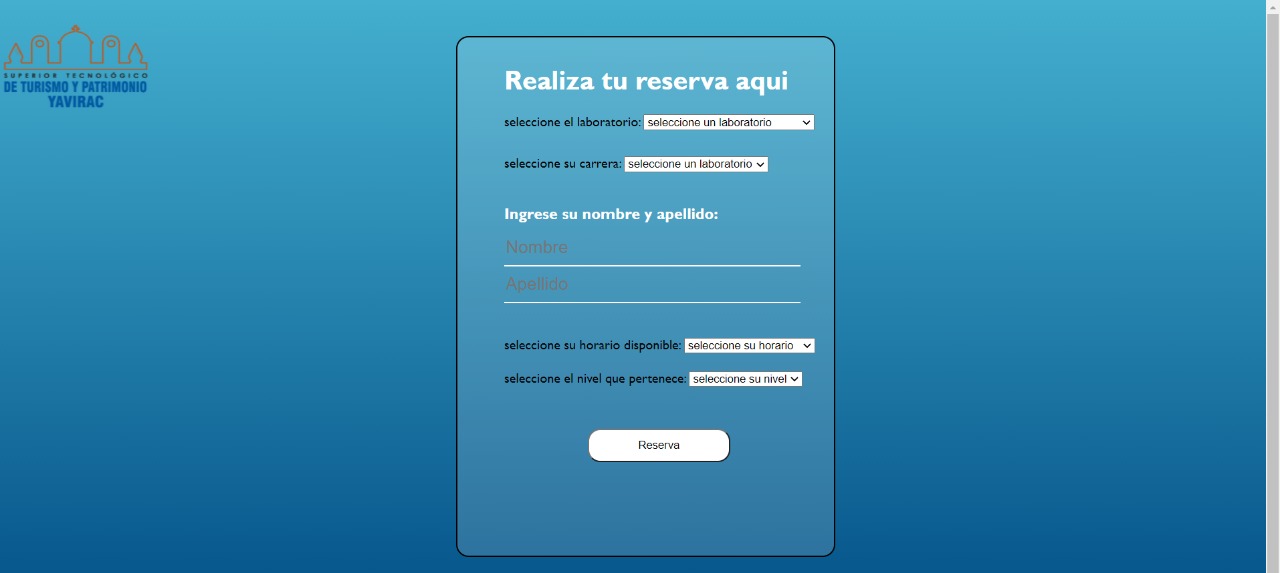 SUPERIOR TECNOLÓGICO
DE TURISMO Y PATRIMONIO
YAVIRAC
Realiza tu reserva aqui
seleccione el laboratorio: seleccione un laboratorio
seleccione su carrera: seleccione un laboratorio
Ingrese su nombre y apellido:
Nombre
Apellido
seleccione su horario disponible: seleccione su horario
seleccione el nivel que pertenece: seleccione su nivel
Reserva